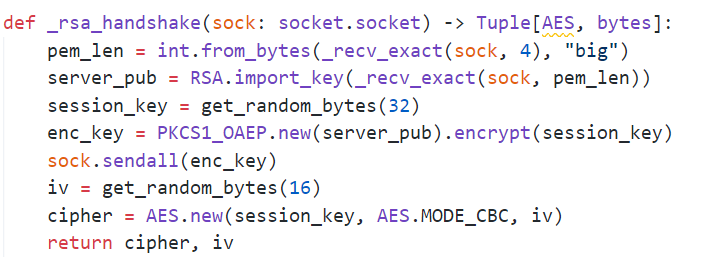 def _rsa_handshake(sock: socket.socket) -> Tuple[AES, bytes]:
    pem_len = int.from_bytes(_recv_exact(sock, 4), "big")
    server_pub = RSA.import_key(_recv_exact(sock, pem_len))
    session_key = get_random_bytes(32)
    enc_key = PKCS1_OAEP.new(server_pub).encrypt(session_key)
    sock.sendall(enc_key)
    iv = get_random_bytes(16)
    cipher = AES.new(session_key, AES.MODE_CBC, iv)
    return cipher, iv